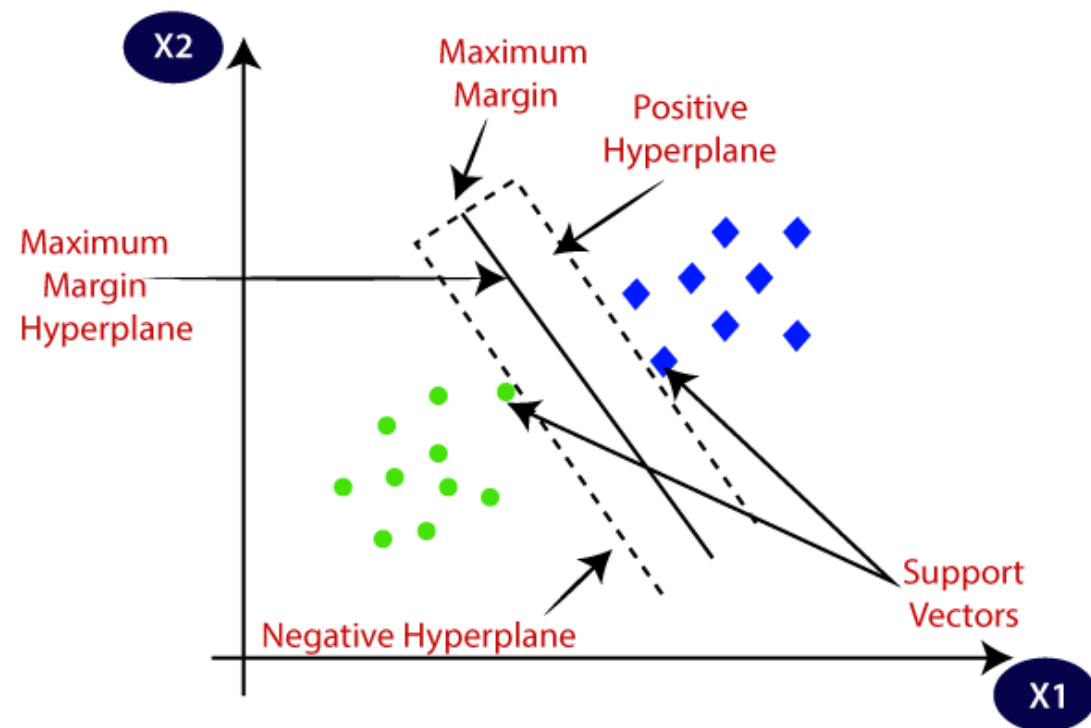 X2
Maximum
Margin
Positive
Hyperplane
Maximum
Margin
Hyperplane
Support
Vectors
Negative Hyperplane
X1